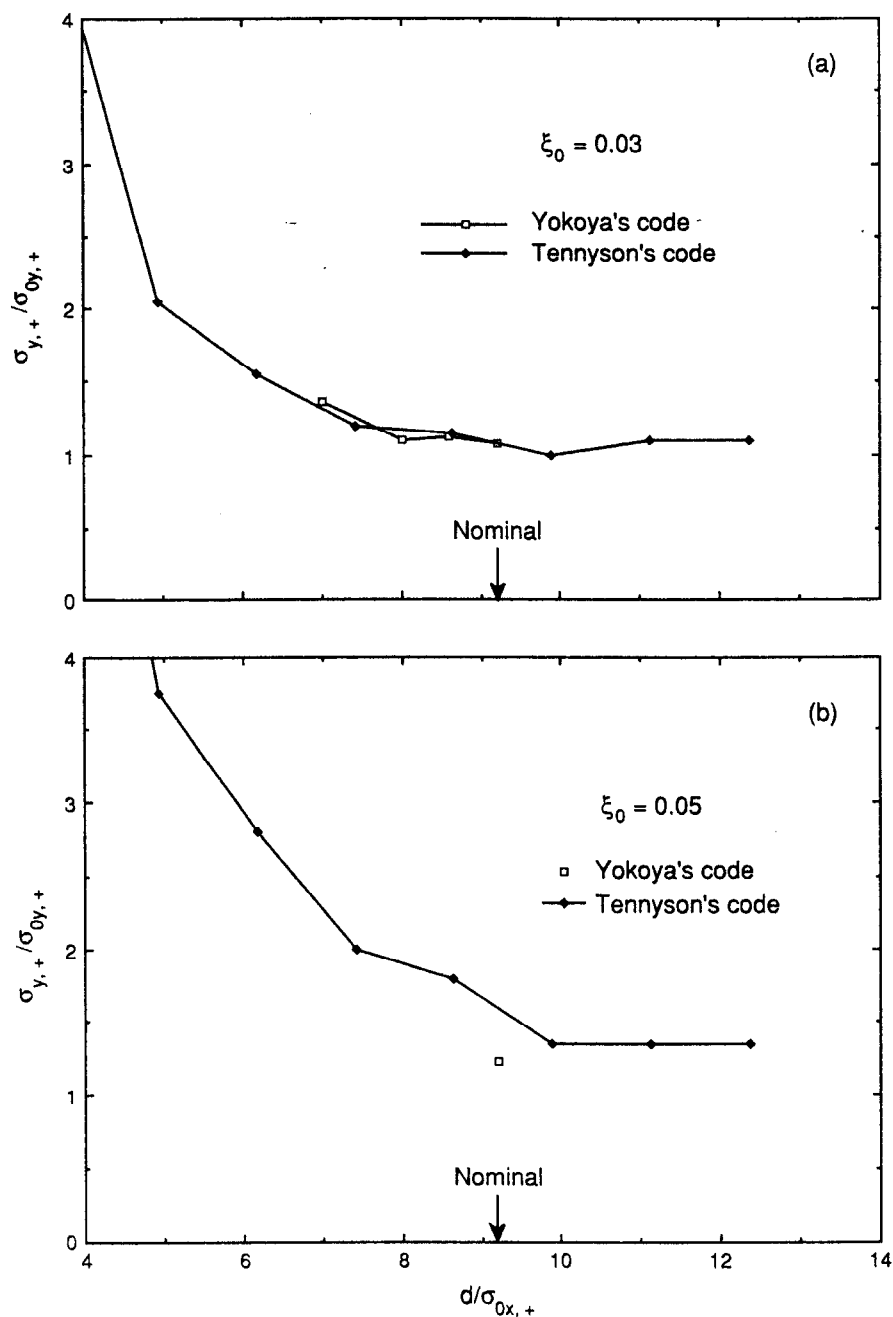 4
(a)
ξ0 = 0.03
3
Yokoya's code
Tennyson's code
σy,+ /σ0y,+
2
1
Nominal
0
4
(b)
3
ξ0 = 0.05
Yokoya's code
Tennyson's code
σy,+ /σ0y,+
2
1
Nominal
0
4 6 8 10 12 14
d/σ0x,+